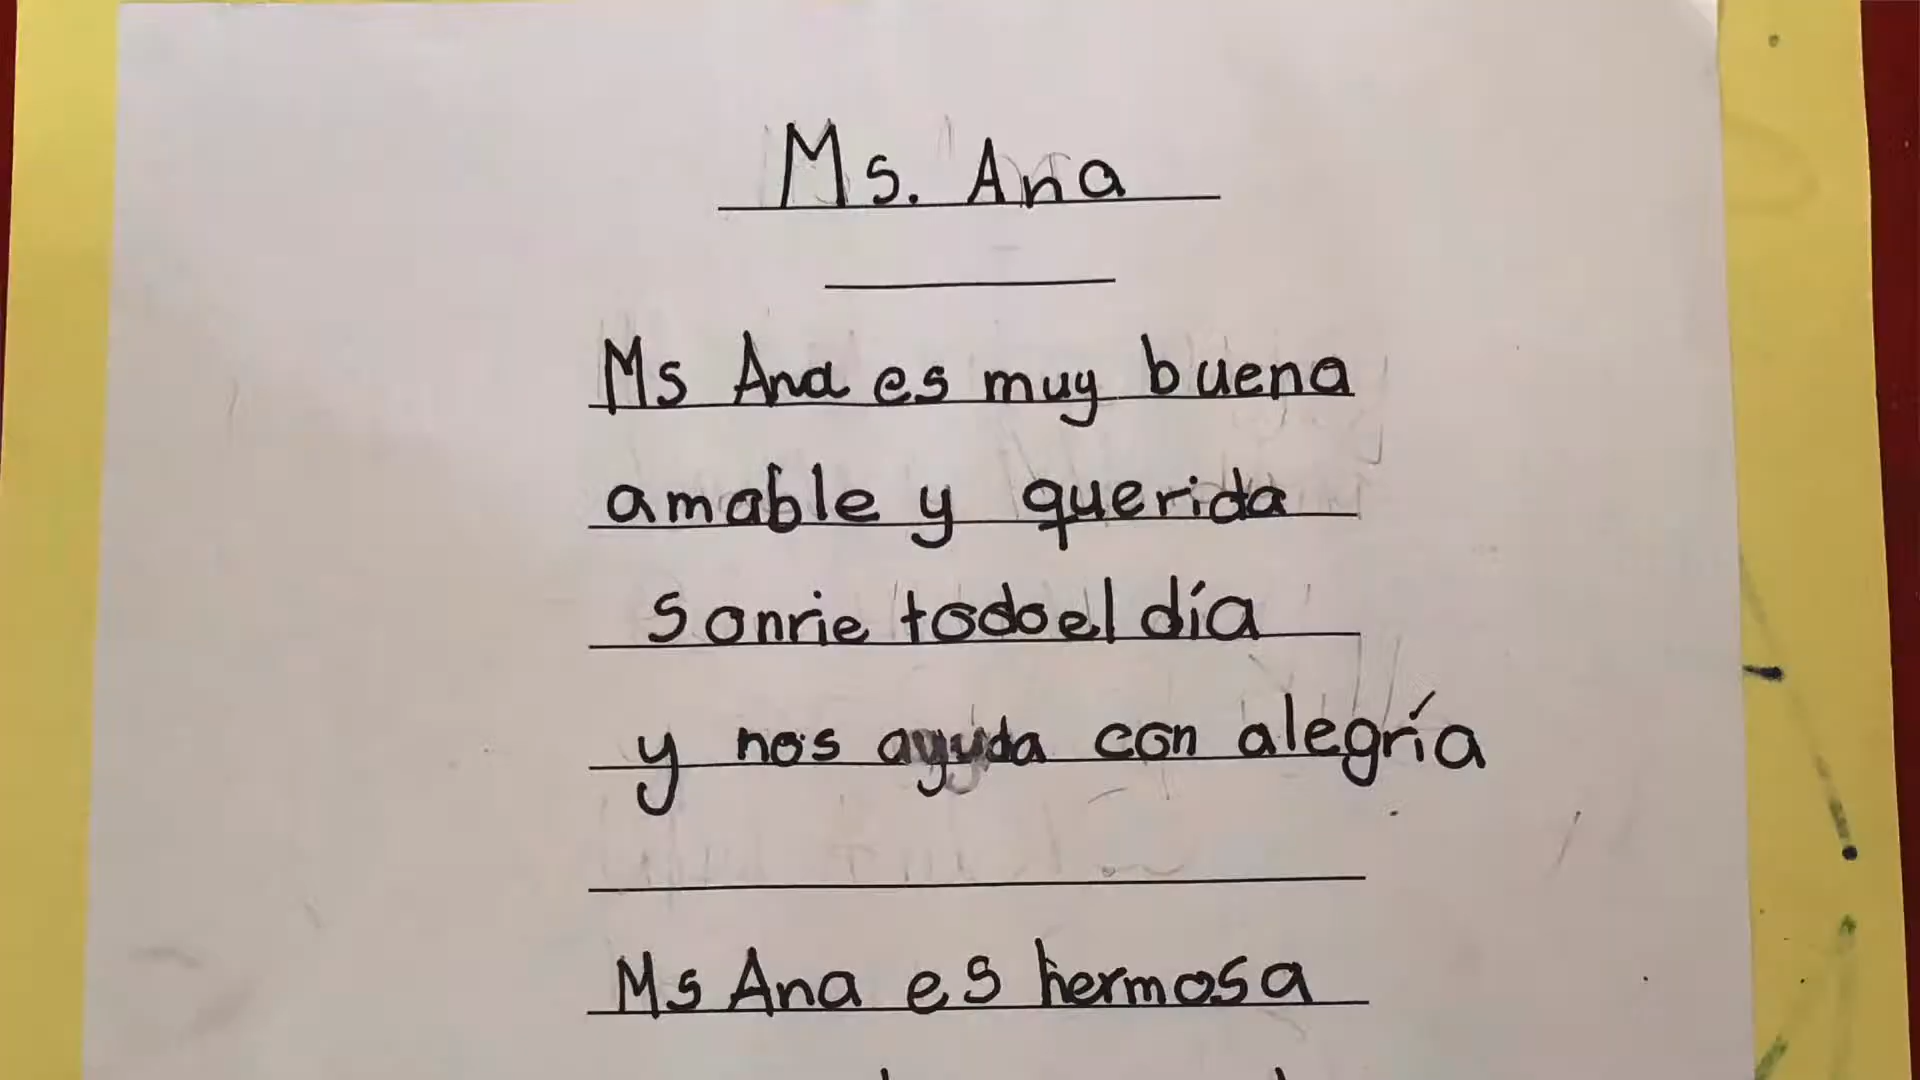 Ms. Ana
Ms Ana es muy buena
amable y querida
sonrie todo el día
y nos ayuda con alegría
Ms Ana es hermosa